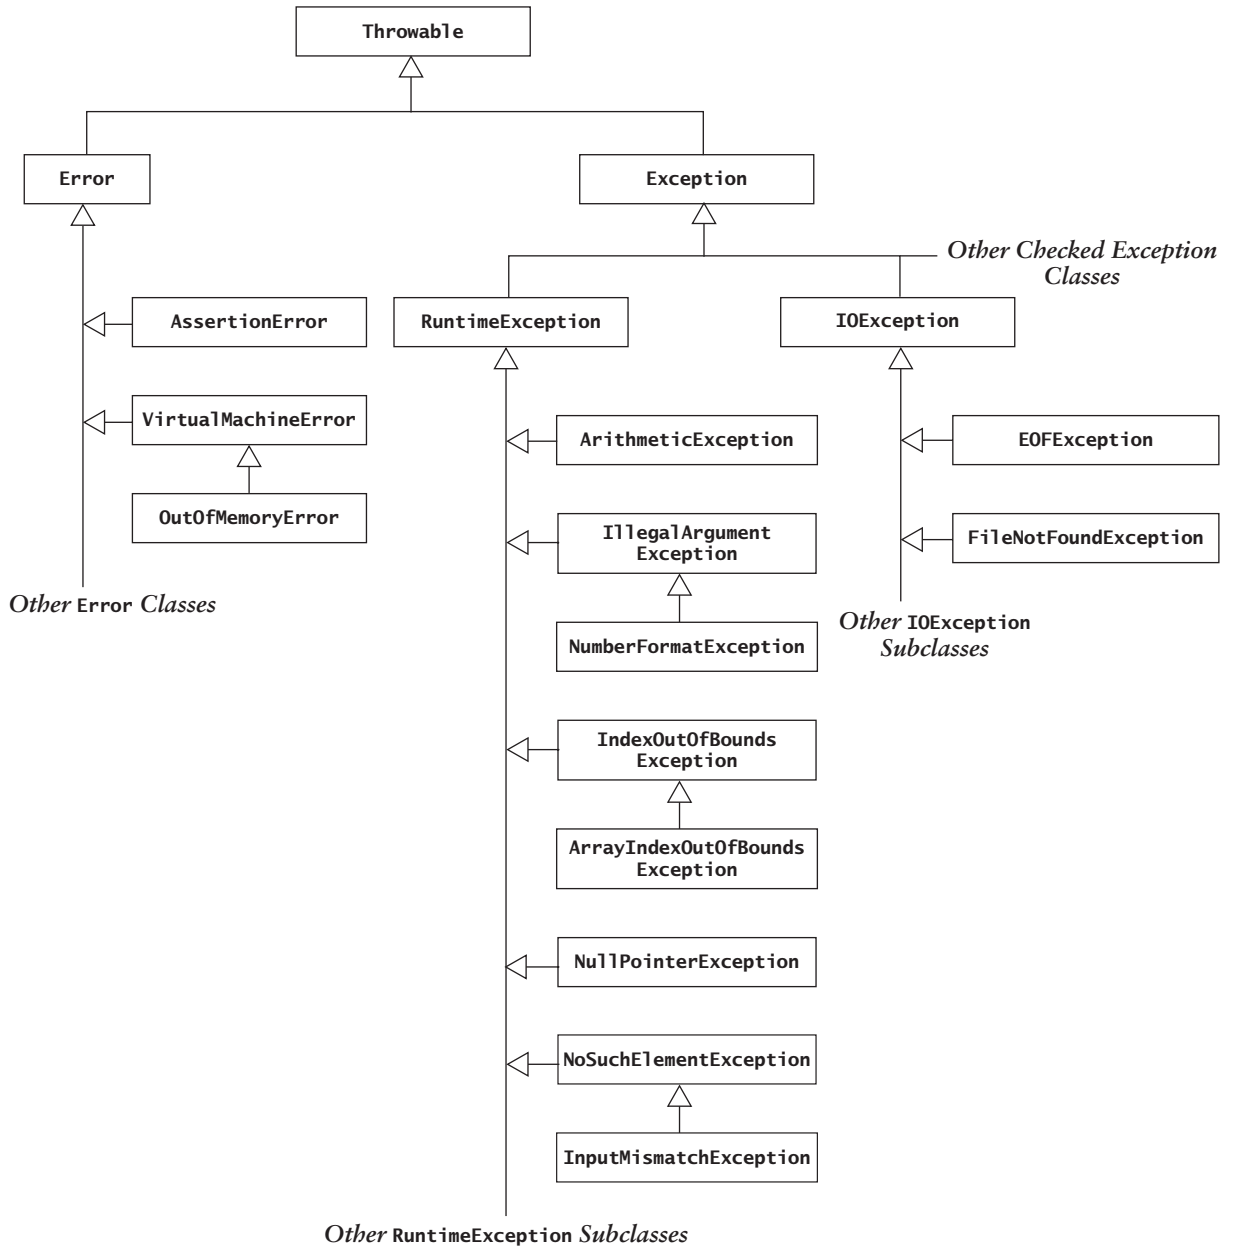 Throwable
Error
Exception
Other Checked Exception
Classes
AssertionError
RuntimeException
IOException
VirtualMachineError
ArithmeticException
EOFException
OutOfMemoryError
IllegalArgument
Exception
FileNotFoundException
Other Error Classes
Other IOException
Subclasses
NumberFormatException
IndexOutOfBounds
Exception
ArrayIndexOutOfBounds
Exception
NullPointerException
NoSuchElementException
InputMismatchException
Other RuntimeException Subclasses